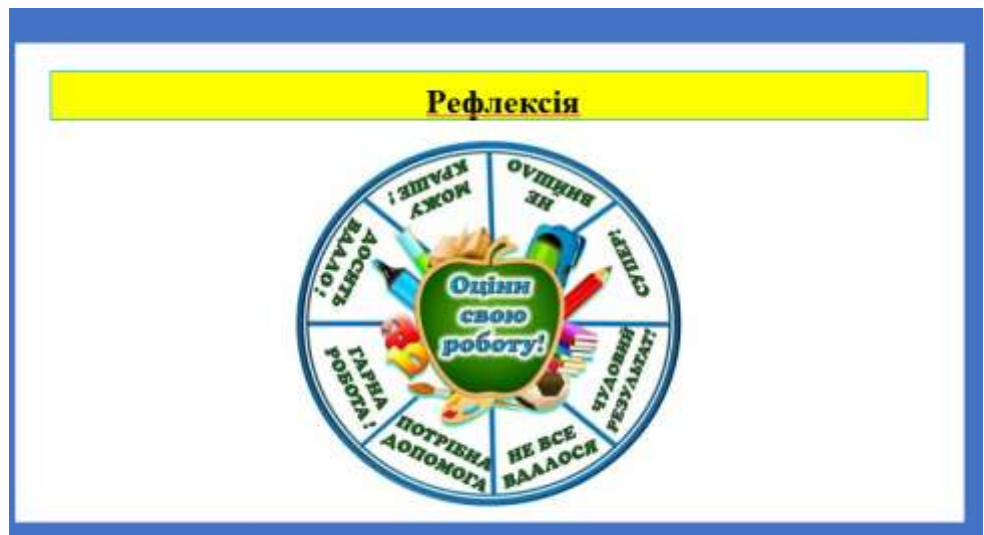 Рефлексія
НЕ
ВИЙШЛО
СУПЕР!
ЧУДОВИЙ
РЕЗУЛЬТАТ!
НЕ ВСЕ
ВДАЛОСЯ
ПОТРІБНА
ДОПОМОГА
ГАРНА
РОБОТА!
ДОСИТЬ
ВДАЛО!
МОЖУ
КРАЩЕ!
Оціни
свою
роботу!